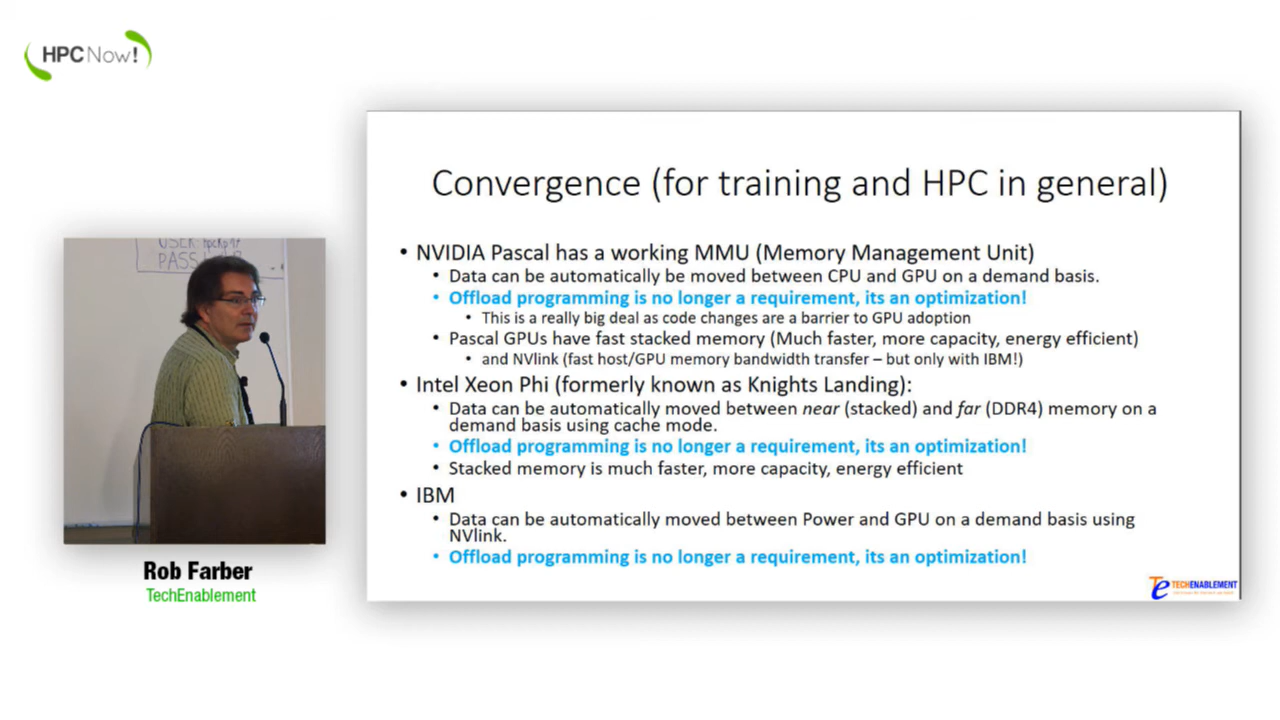 HPCNow!
Convergence (for training and HPC in general)
• NVIDIA Pascal has a working MMU (Memory Management Unit)
• Data can be automatically be moved between CPU and GPU on a demand basis.
• Offload programming is no longer a requirement, its an optimization!
• This is a really big deal as code changes are a barrier to GPU adoption
• Pascal GPUs have fast stacked memory (Much faster, more capacity, energy efficient)
• and NVlink (fast host/GPU memory bandwidth transfer – but only with IBM!)
• Intel Xeon Phi (formerly known as Knights Landing):
• Data can be automatically moved between near (stacked) and far (DDR4) memory on a
demand basis using cache mode.
• Offload programming is no longer a requirement, its an optimization!
• Stacked memory is much faster, more capacity, energy efficient
• IBM
• Data can be automatically moved between Power and GPU on a demand basis using
NVlink.
• Offload programming is no longer a requirement, its an optimization!
Te TECHENABLEMENT
USER:
PASS
Rob Farber
TechEnablement